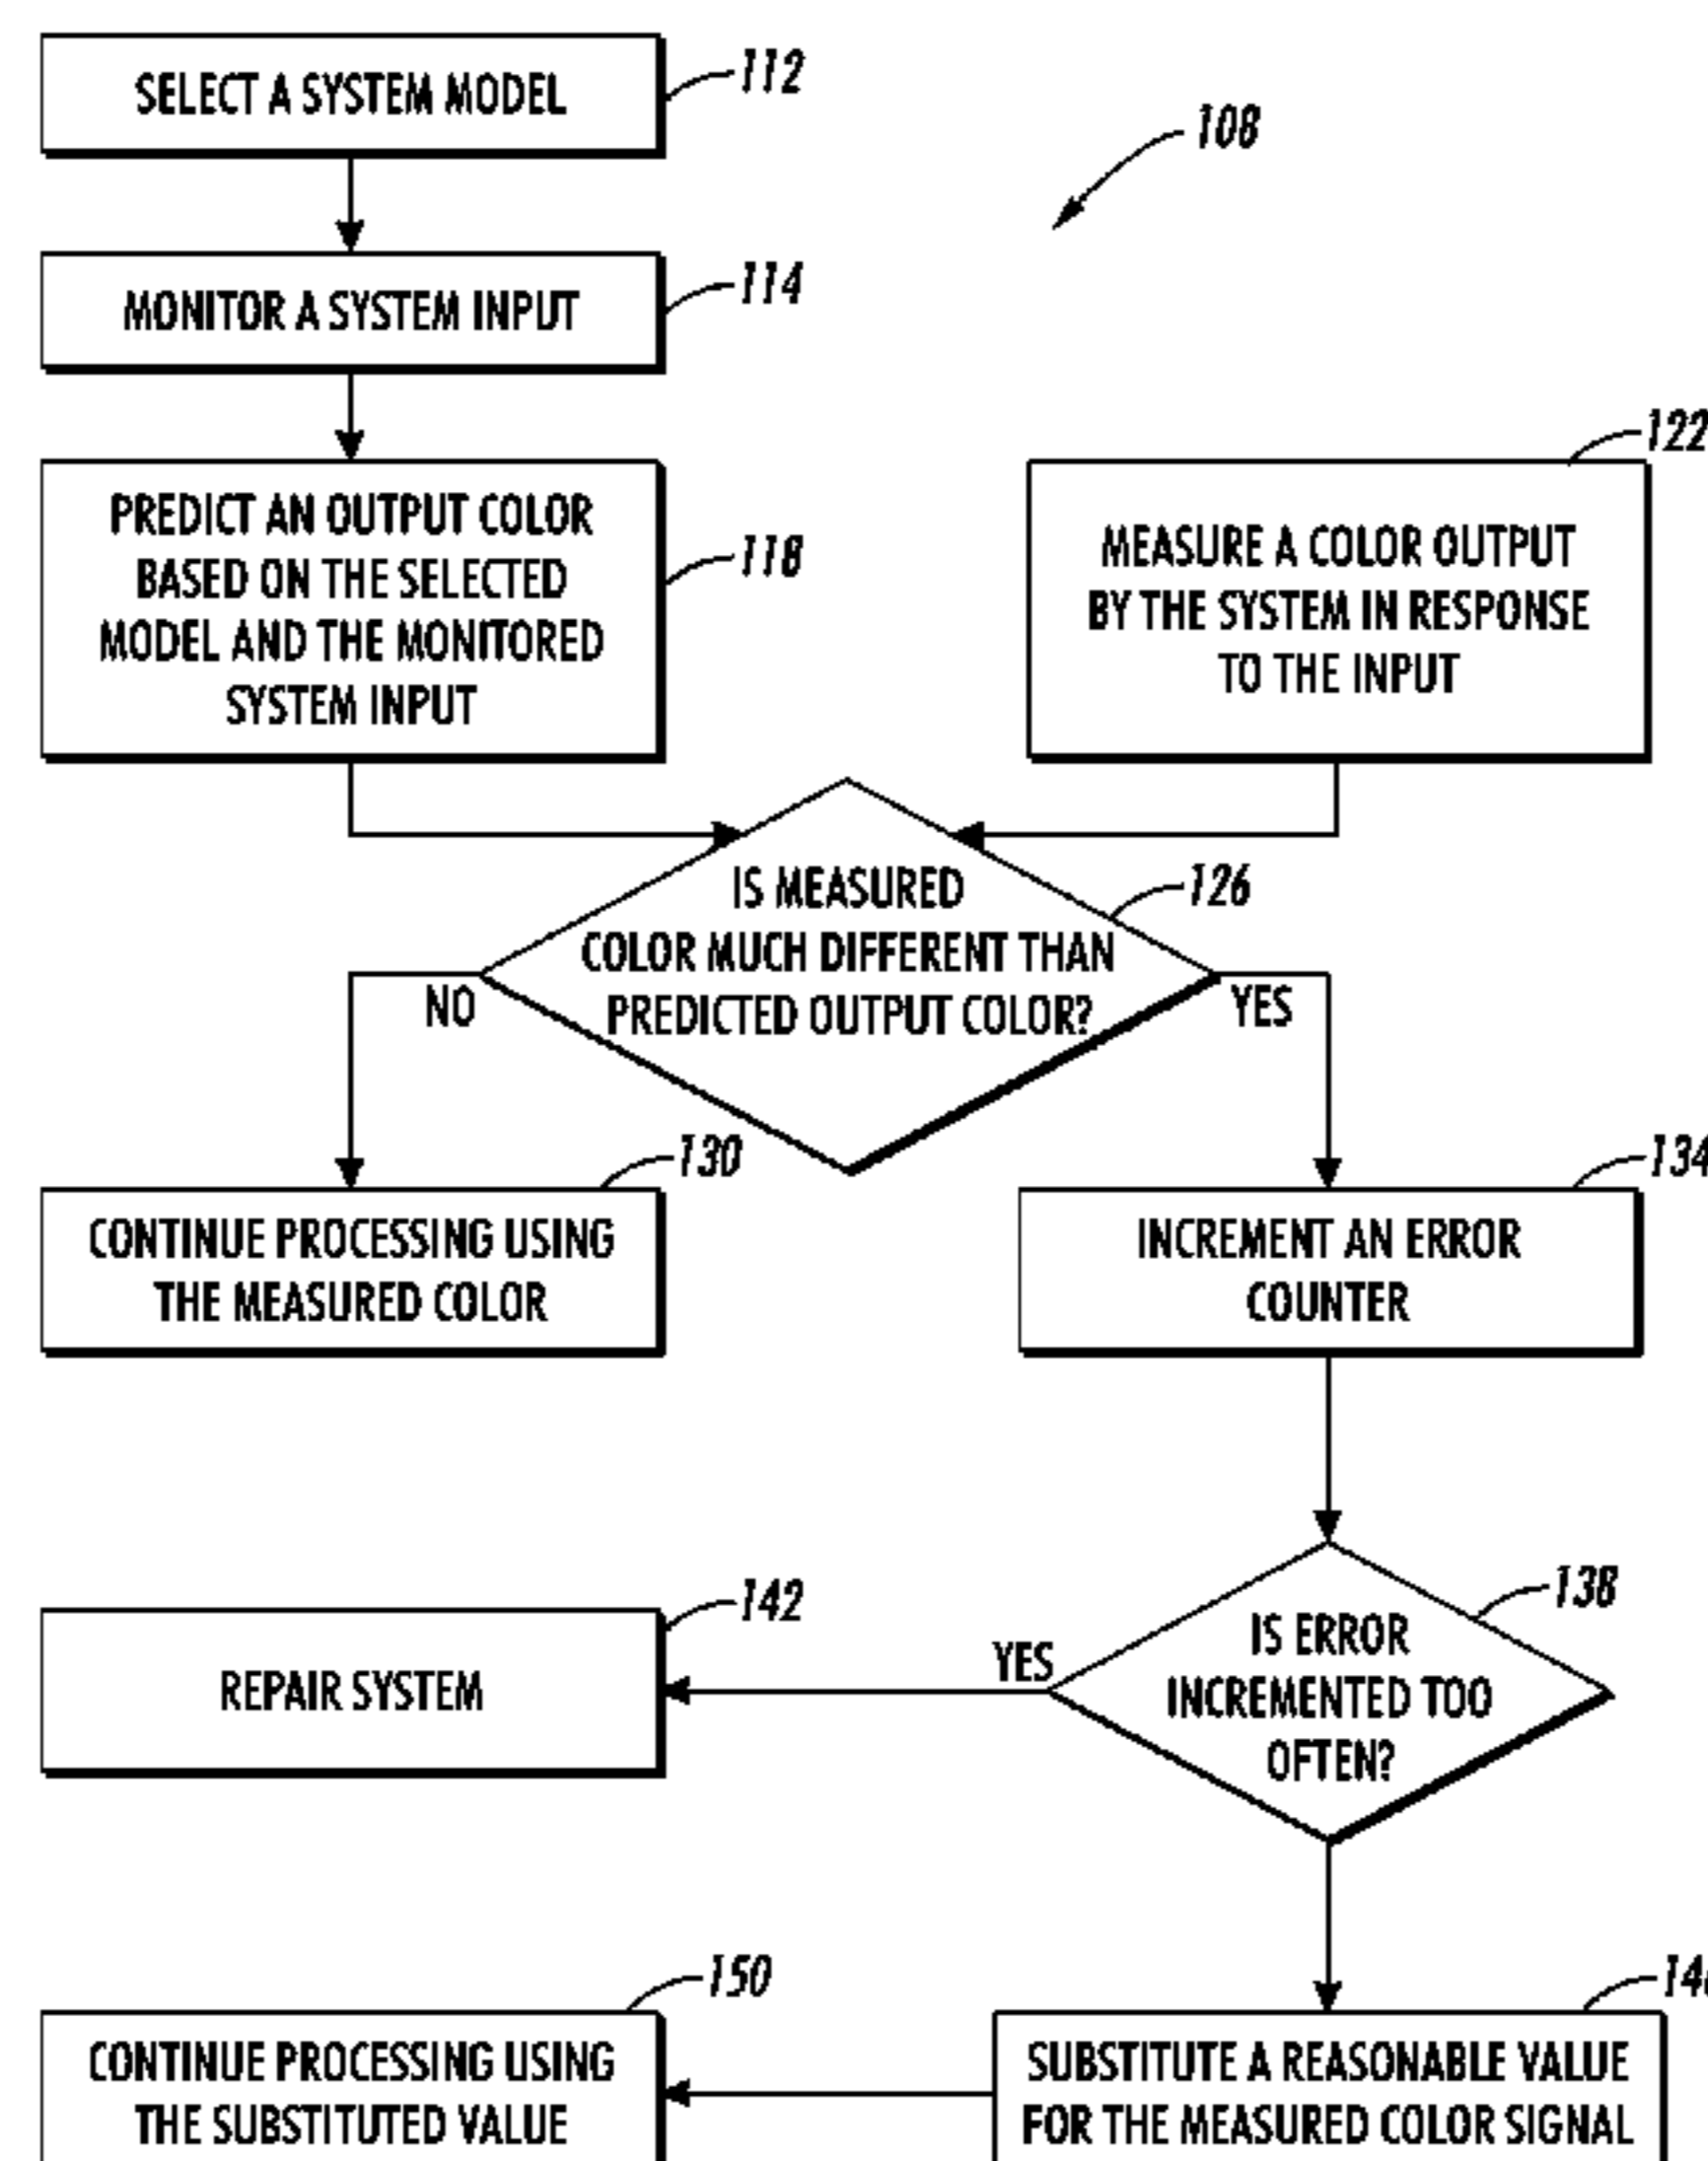 SELECT A SYSTEM MODEL
112
108
MONITOR A SYSTEM INPUT
114
122
PREDICT AN OUTPUT COLOR
BASED ON THE SELECTED
MODEL AND THE MONITORED
SYSTEM INPUT
118
MEASURE A COLOR OUTPUT
BY THE SYSTEM IN RESPONSE
TO THE INPUT
IS MEASURED
COLOR MUCH DIFFERENT THAN
PREDICTED OUTPUT COLOR?
126
NO
YES
130
134
CONTINUE PROCESSING USING
THE MEASURED COLOR
INCREMENT AN ERROR
COUNTER
142
138
REPAIR SYSTEM
YES
IS ERROR
INCREMENTED TOO
OFTEN?
150
CONTINUE PROCESSING USING
THE SUBSTITUTED VALUE
SUBSTITUTE A REASONABLE VALUE
FOR THE MEASURED COLOR SIGNAL